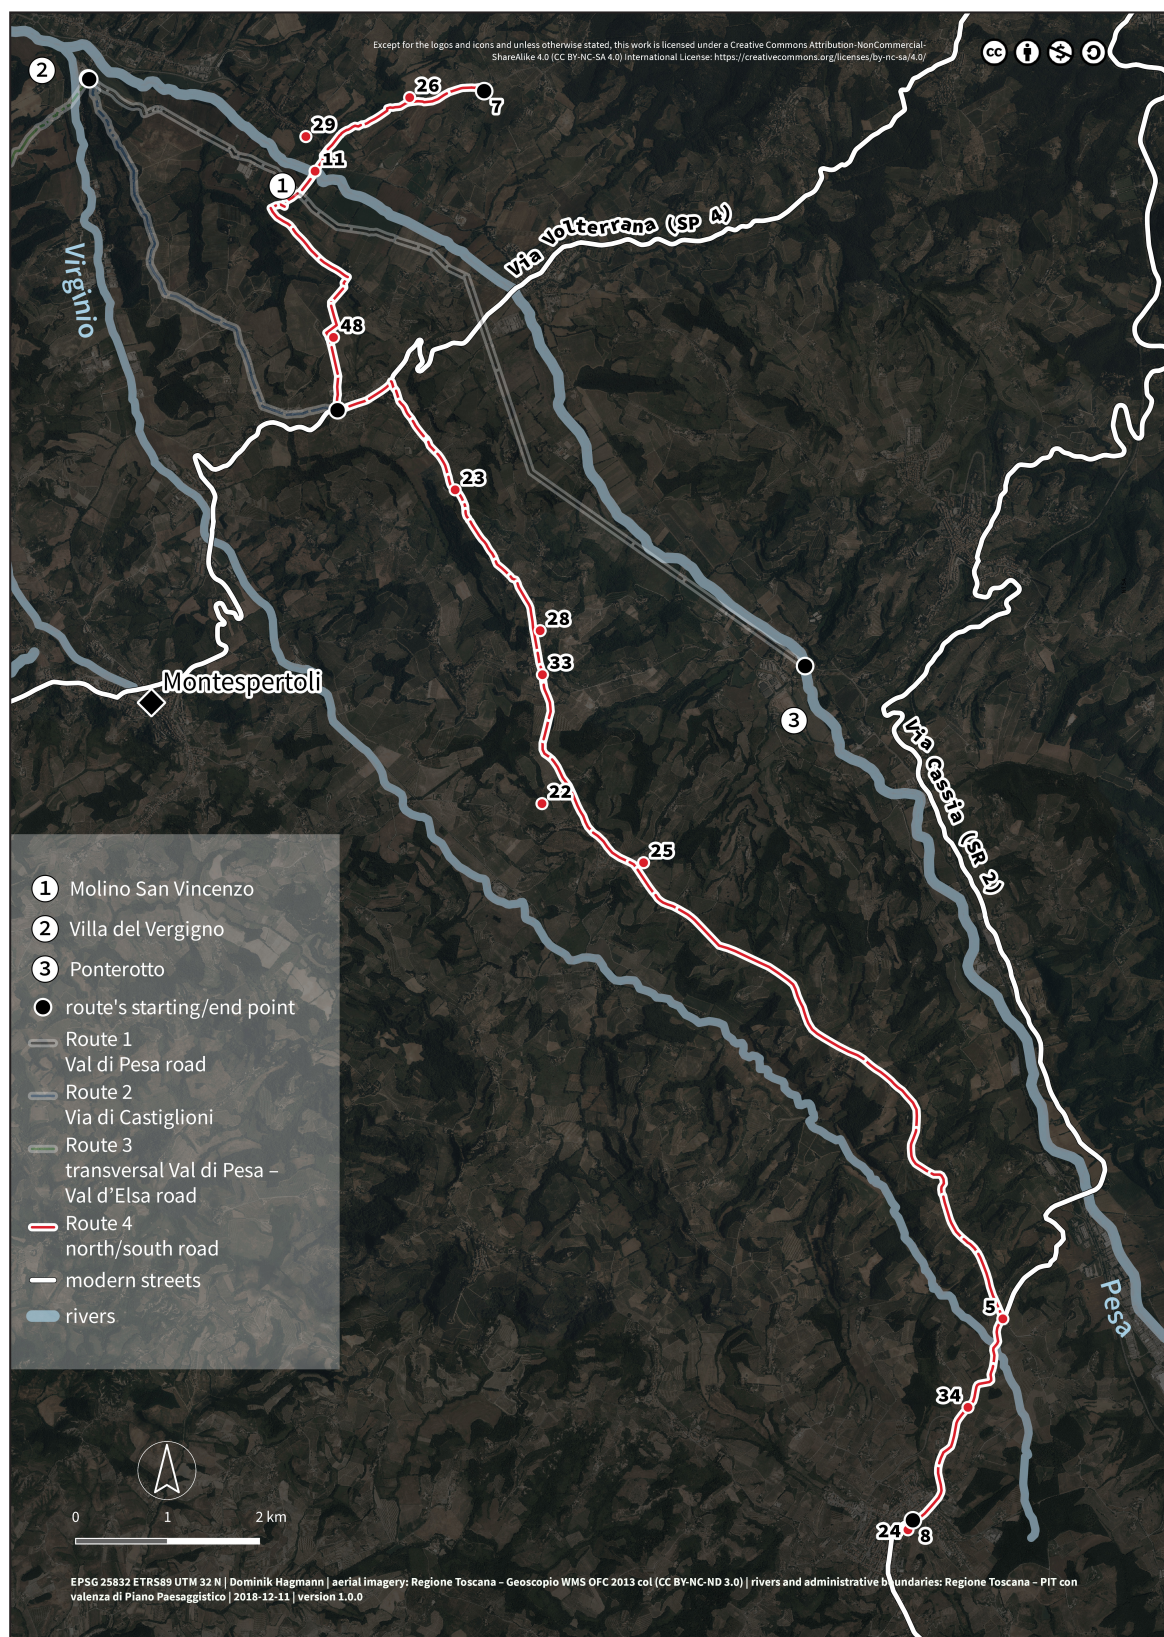 Except for the logos and icons and unless otherwise stated, this work is licensed under a Creative Commons Attribution-NonCommercial-
ShareAlike 4.0 (CC BY-NC-SA 4.0) International License: https://creativecommons.org/licenses/by-nc-sa/4.0/
cc
2
26
7
29
11
1
Via Volterrana (SP 4)
Virginio
48
23
28
33
Montespertoli
3
Via Cassia (SR 2)
22
25
1 Molino San Vincenzo
2 Villa del Vergigno
3 Ponterotto
route's starting/end point
Route 1
Val di Pesa road
Route 2
Via di Castiglioni
Route 3
transversal Val di Pesa –
Val d’Elsa road
Route 4
north/south road
modern streets
rivers
5
Pesa
34
24
8
0 1 2 km
EPSG 25832 ETRS89 UTM 32 N | Dominik Hagmann | aerial imagery: Regione Toscana – Geoscopio WMS OFC 2013 col (CC BY-NC-ND 3.0) | rivers and administrative boundaries: Regione Toscana – PIT con
valenza di Piano Paesaggistico | 2018-12-11 | version 1.0.0